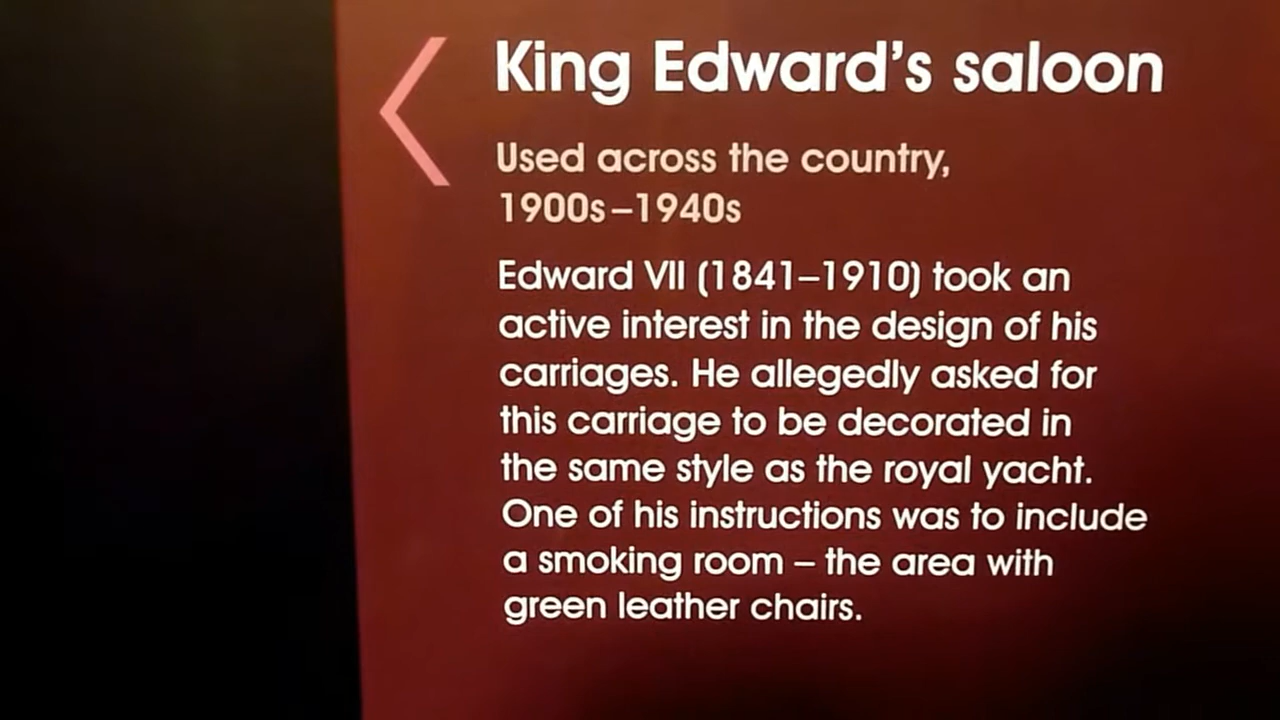 King Edward's saloon
Used across the country,
1900s–1940s
Edward VII (1841–1910) took an
active interest in the design of his
carriages. He allegedly asked for
this carriage to be decorated in
the same style as the royal yacht.
One of his instructions was to include
a smoking room – the area with
green leather chairs.